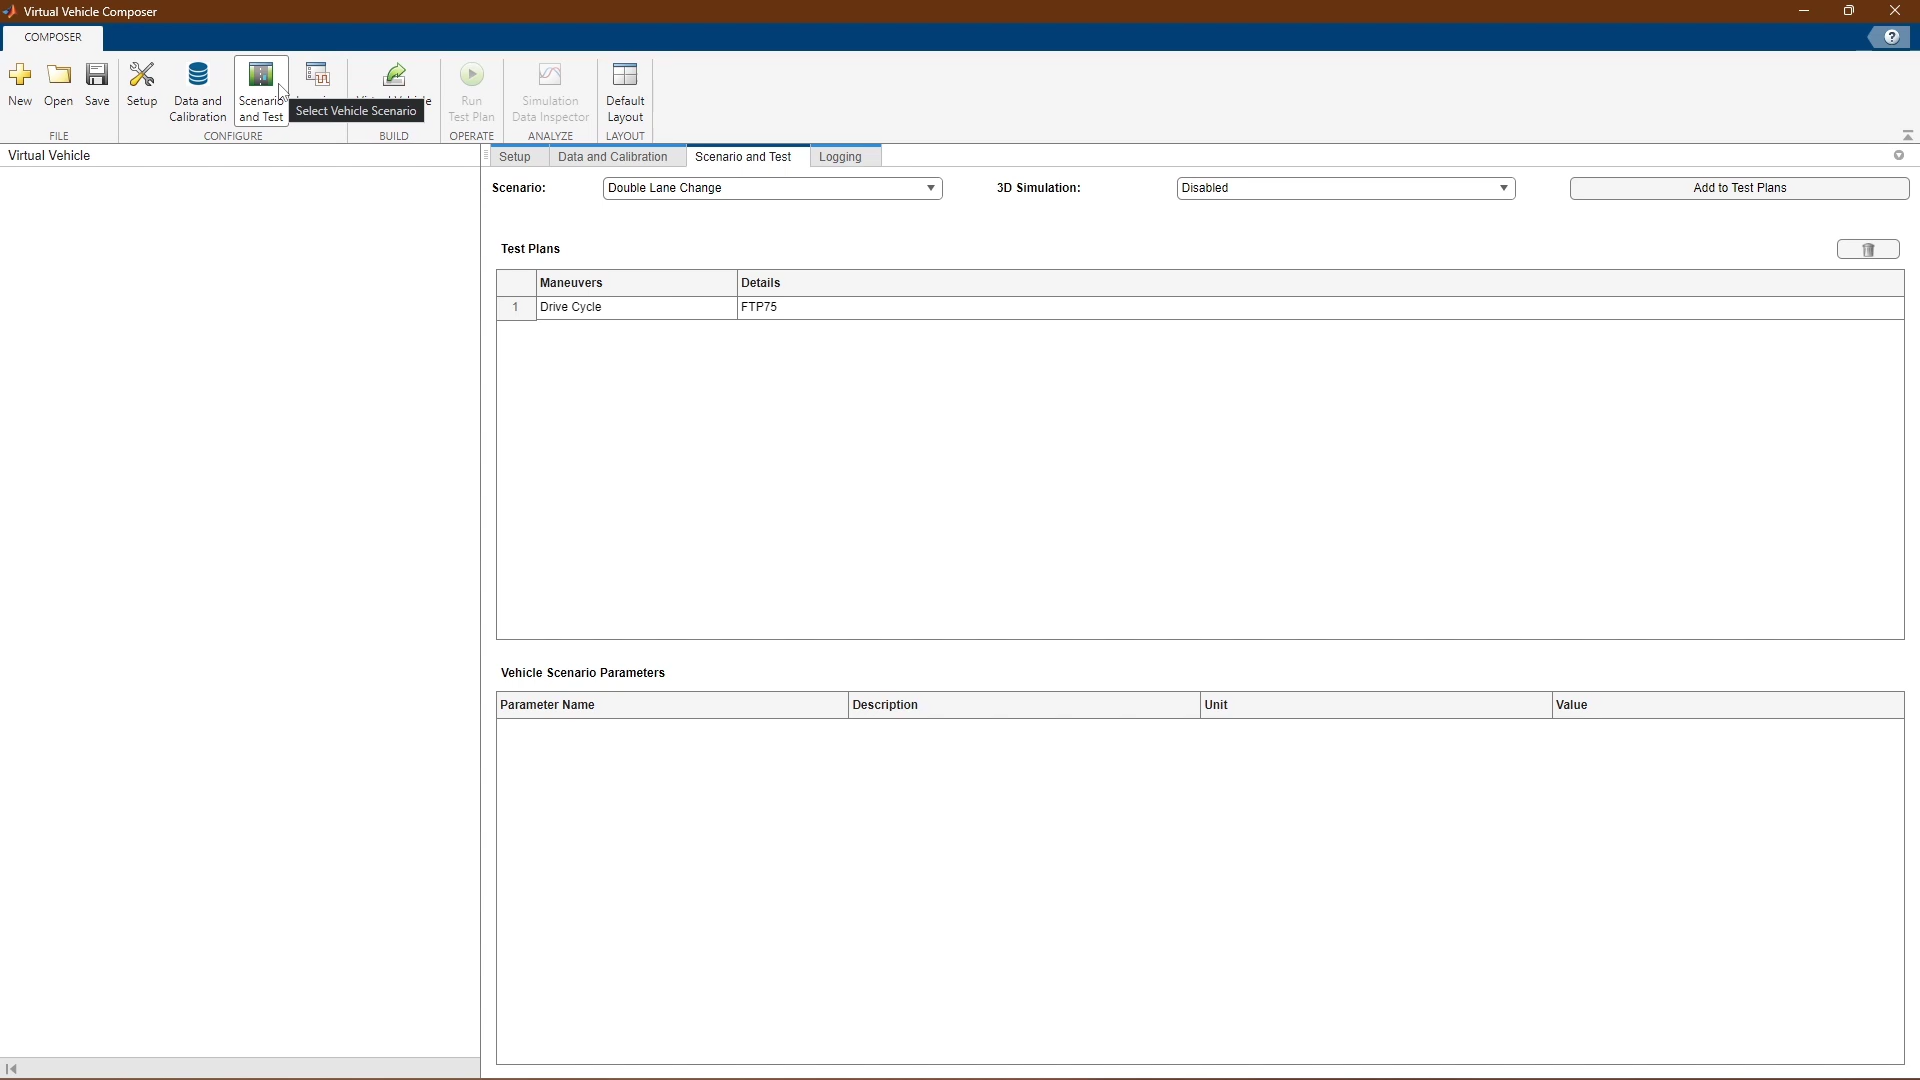 Virtual Vehicle Composer
COMPOSER
New
Open
Save
Setup
Data and
Calibration
Scenario
and Test
Select Vehicle Scenario
Run
Test Plan
Simulation
Data Inspector
Default
Layout
FILE
CONFIGURE
BUILD
OPERATE
ANALYZE
LAYOUT
Virtual Vehicle
Setup
Data and Calibration
Scenario and Test
Logging
Scenario:
Double Lane Change
3D Simulation:
Disabled
Add to Test Plans
Test Plans
Maneuvers
Details
1
Drive Cycle
FTP75
Vehicle Scenario Parameters
Parameter Name
Description
Unit
Value